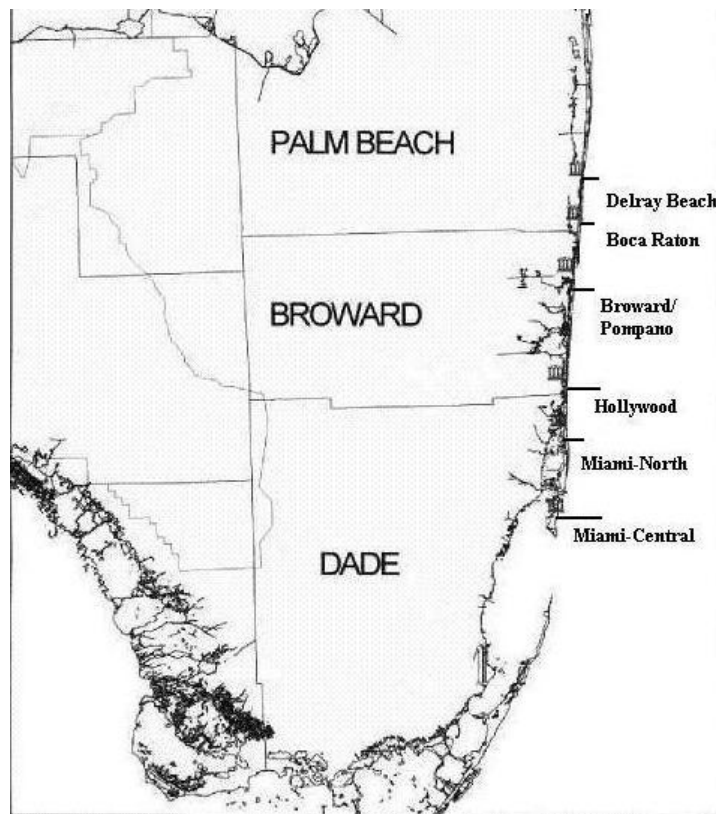 PALM BEACH
Delray Beach
Boca Raton
BROWARD
Broward/
Pompano
Hollywood
Miami-North
Miami-Central
DADE